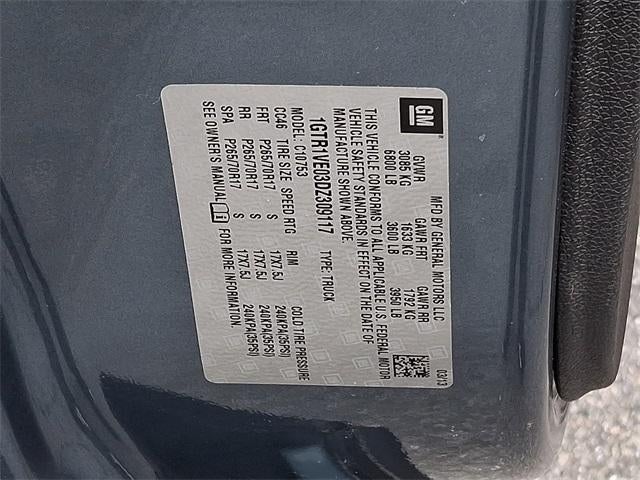 GM
MFD BY GENERAL MOTORS LLC 03/13
GVWR GAWR FRT GAWR RR
3085 KG 1633 KG 1792 KG
6800 LB 3600 LB 3950 LB
THIS VEHICLE CONFORMS TO ALL APPLICABLE U.S. FEDERAL MOTOR
VEHICLE SAFETY STANDARDS IN EFFECT ON THE DATE OF
MANUFACTURE SHOWN ABOVE.
1GTR1VE03DZ309117 TYPE: TRUCK
MODEL: C10753
CC46 TIRE SIZE SPEED RTG RIM COLD TIRE PRESSURE
FRT P265/70R17 S 17X7.5J 240KPA(35PSI)
RR P265/70R17 S 17X7.5J 240KPA(35PSI)
SPA P265/70R17 S 17X7.5J 240KPA(35PSI)
SEE OWNER'S MANUAL FOR MORE INFORMATION.